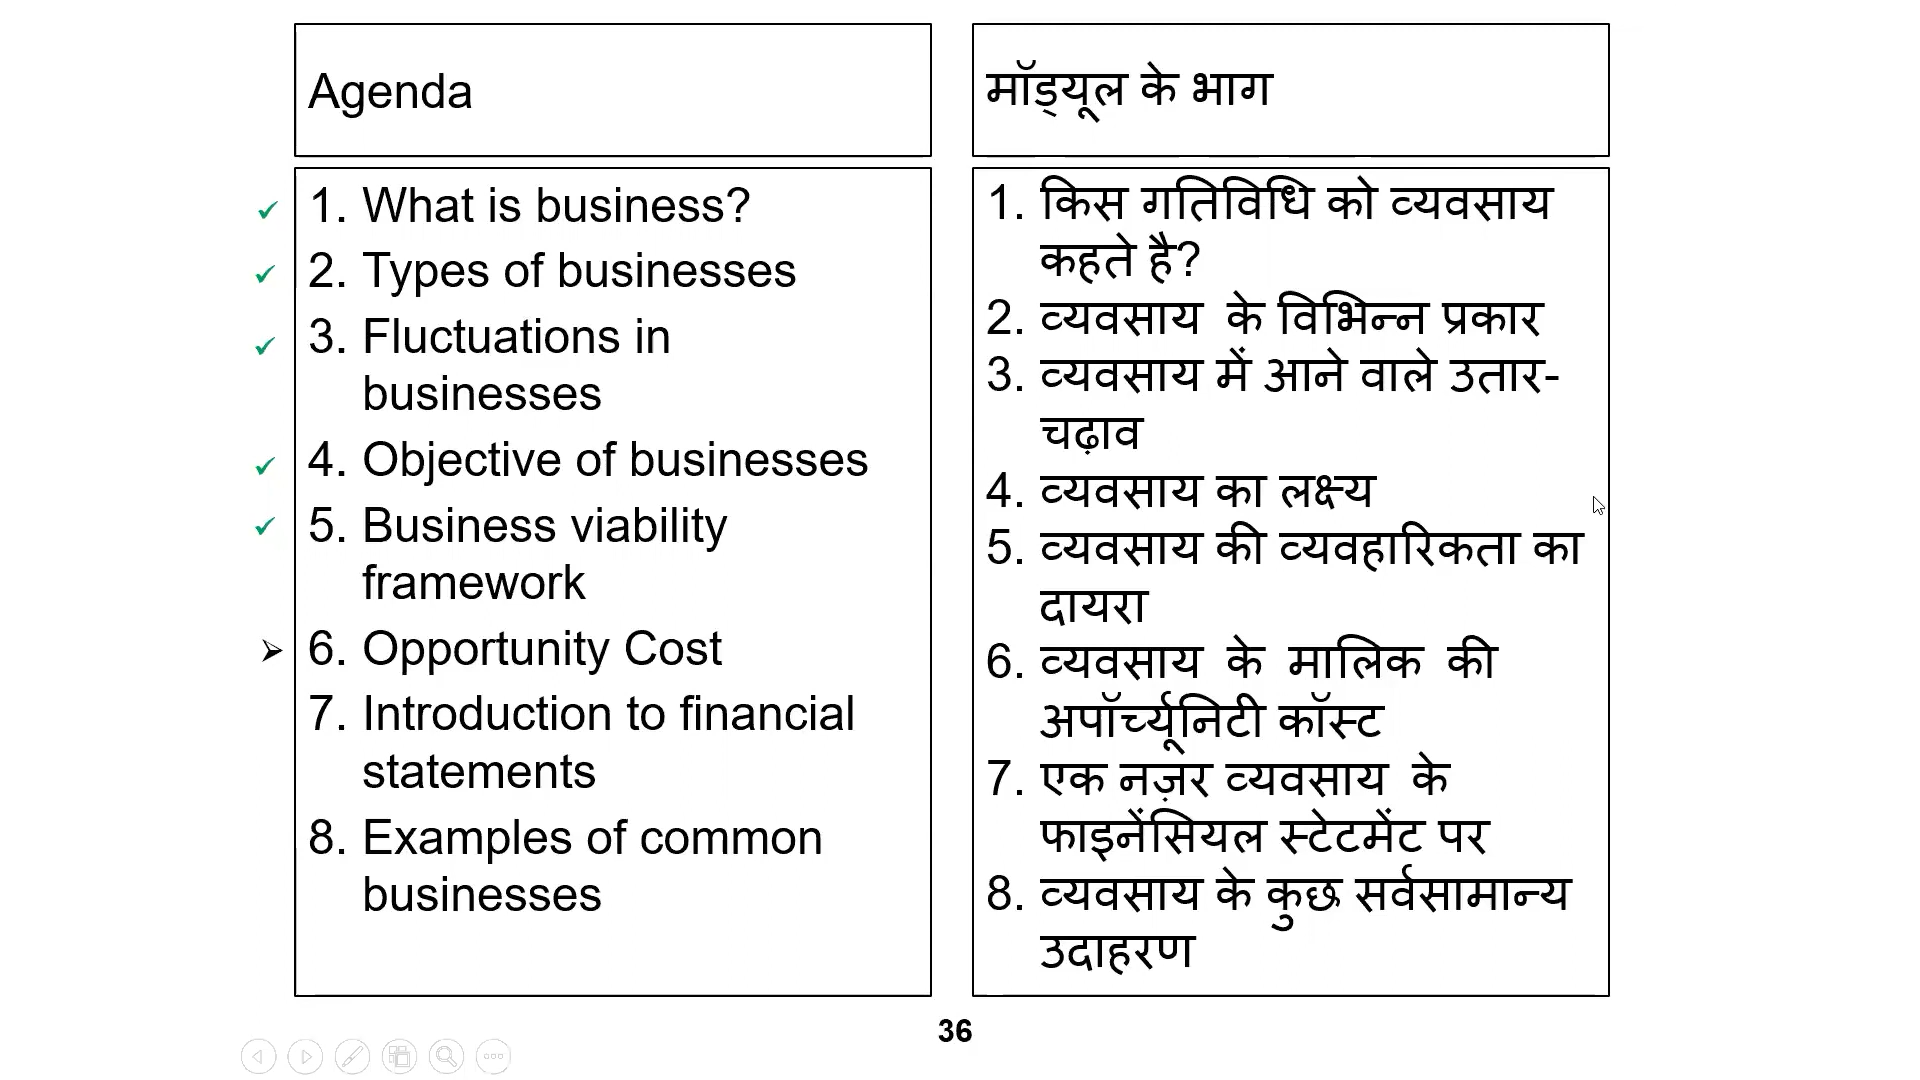 Agenda
1. What is business?
2. Types of businesses
3. Fluctuations in
businesses
4. Objective of businesses
5. Business viability
framework
6. Opportunity Cost
7. Introduction to financial
statements
8. Examples of common
businesses
मॉड्यूल के भाग
1. किस गतिविधि को व्यवसाय
कहते है?
2. व्यवसाय के विभिन्न प्रकार
3. व्यवसाय में आने वाले उतार-
चढ़ाव
4. व्यवसाय का लक्ष्य
5. व्यवसाय की व्यवहारिकता का
दायरा
6. व्यवसाय के मालिक की
अपॉर्च्यूनिटी कॉस्ट
7. एक नज़र व्यवसाय के
फाइनेंसियल स्टेटमेंट पर
8. व्यवसाय के कुछ सर्वसामान्य
उदाहरण
36